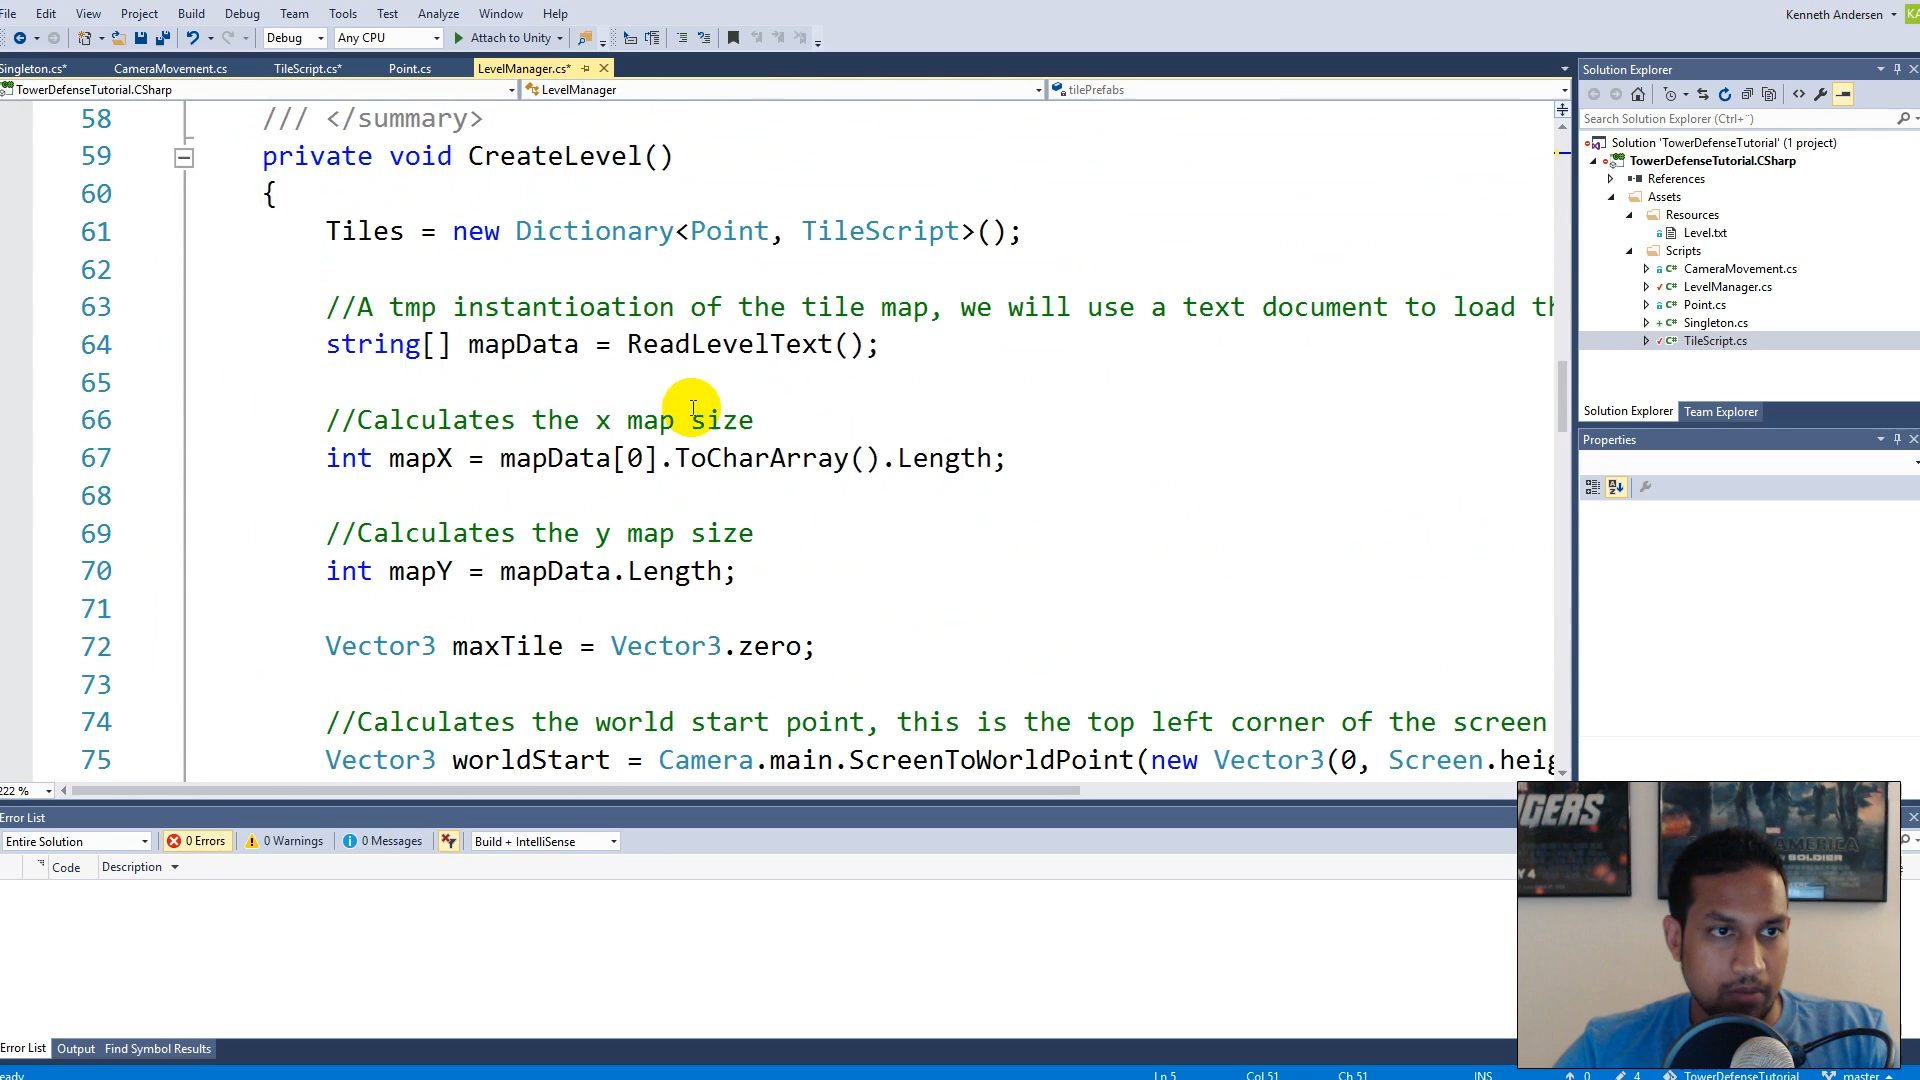 File Edit View Project Build Debug Team Tools Test Analyze Window Help
Kenneth Andersen
KA
Debug Any CPU Attach to Unity
Singleton.cs* CameraMovement.cs TileScript.cs* Point.cs LevelManager.cs*
TowerDefenseTutorial.CSharp LevelManager tilePrefabs
58 /// </summary>
59 private void CreateLevel()
60 {
61 Tiles = new Dictionary<Point, TileScript>();
62
63 //A tmp instantioation of the tile map, we will use a text document to load th
64 string[] mapData = ReadLevelText();
65
66 //Calculates the x map size
67 int mapX = mapData[0].ToCharArray().Length;
68
69 //Calculates the y map size
70 int mapY = mapData.Length;
71
72 Vector3 maxTile = Vector3.zero;
73
74 //Calculates the world start point, this is the top left corner of the screen
75 Vector3 worldStart = Camera.main.ScreenToWorldPoint(new Vector3(0, Screen.heig
222 %
Solution Explorer
Search Solution Explorer (Ctrl+¨)
Solution 'TowerDefenseTutorial' (1 project)
TowerDefenseTutorial.CSharp
References
Assets
Resources
Level.txt
Scripts
CameraMovement.cs
LevelManager.cs
Point.cs
Singleton.cs
TileScript.cs
Solution Explorer Team Explorer
Properties
Error List
Entire Solution 0 Errors 0 Warnings 0 Messages Build + IntelliSense
Code Description
Error List Output Find Symbol Results
eady Ln 5 Col 51 Ch 51 INS 0 4 TowerDefenseTutorial master
NGERS
AMERICA
SOLDIER
Y 4